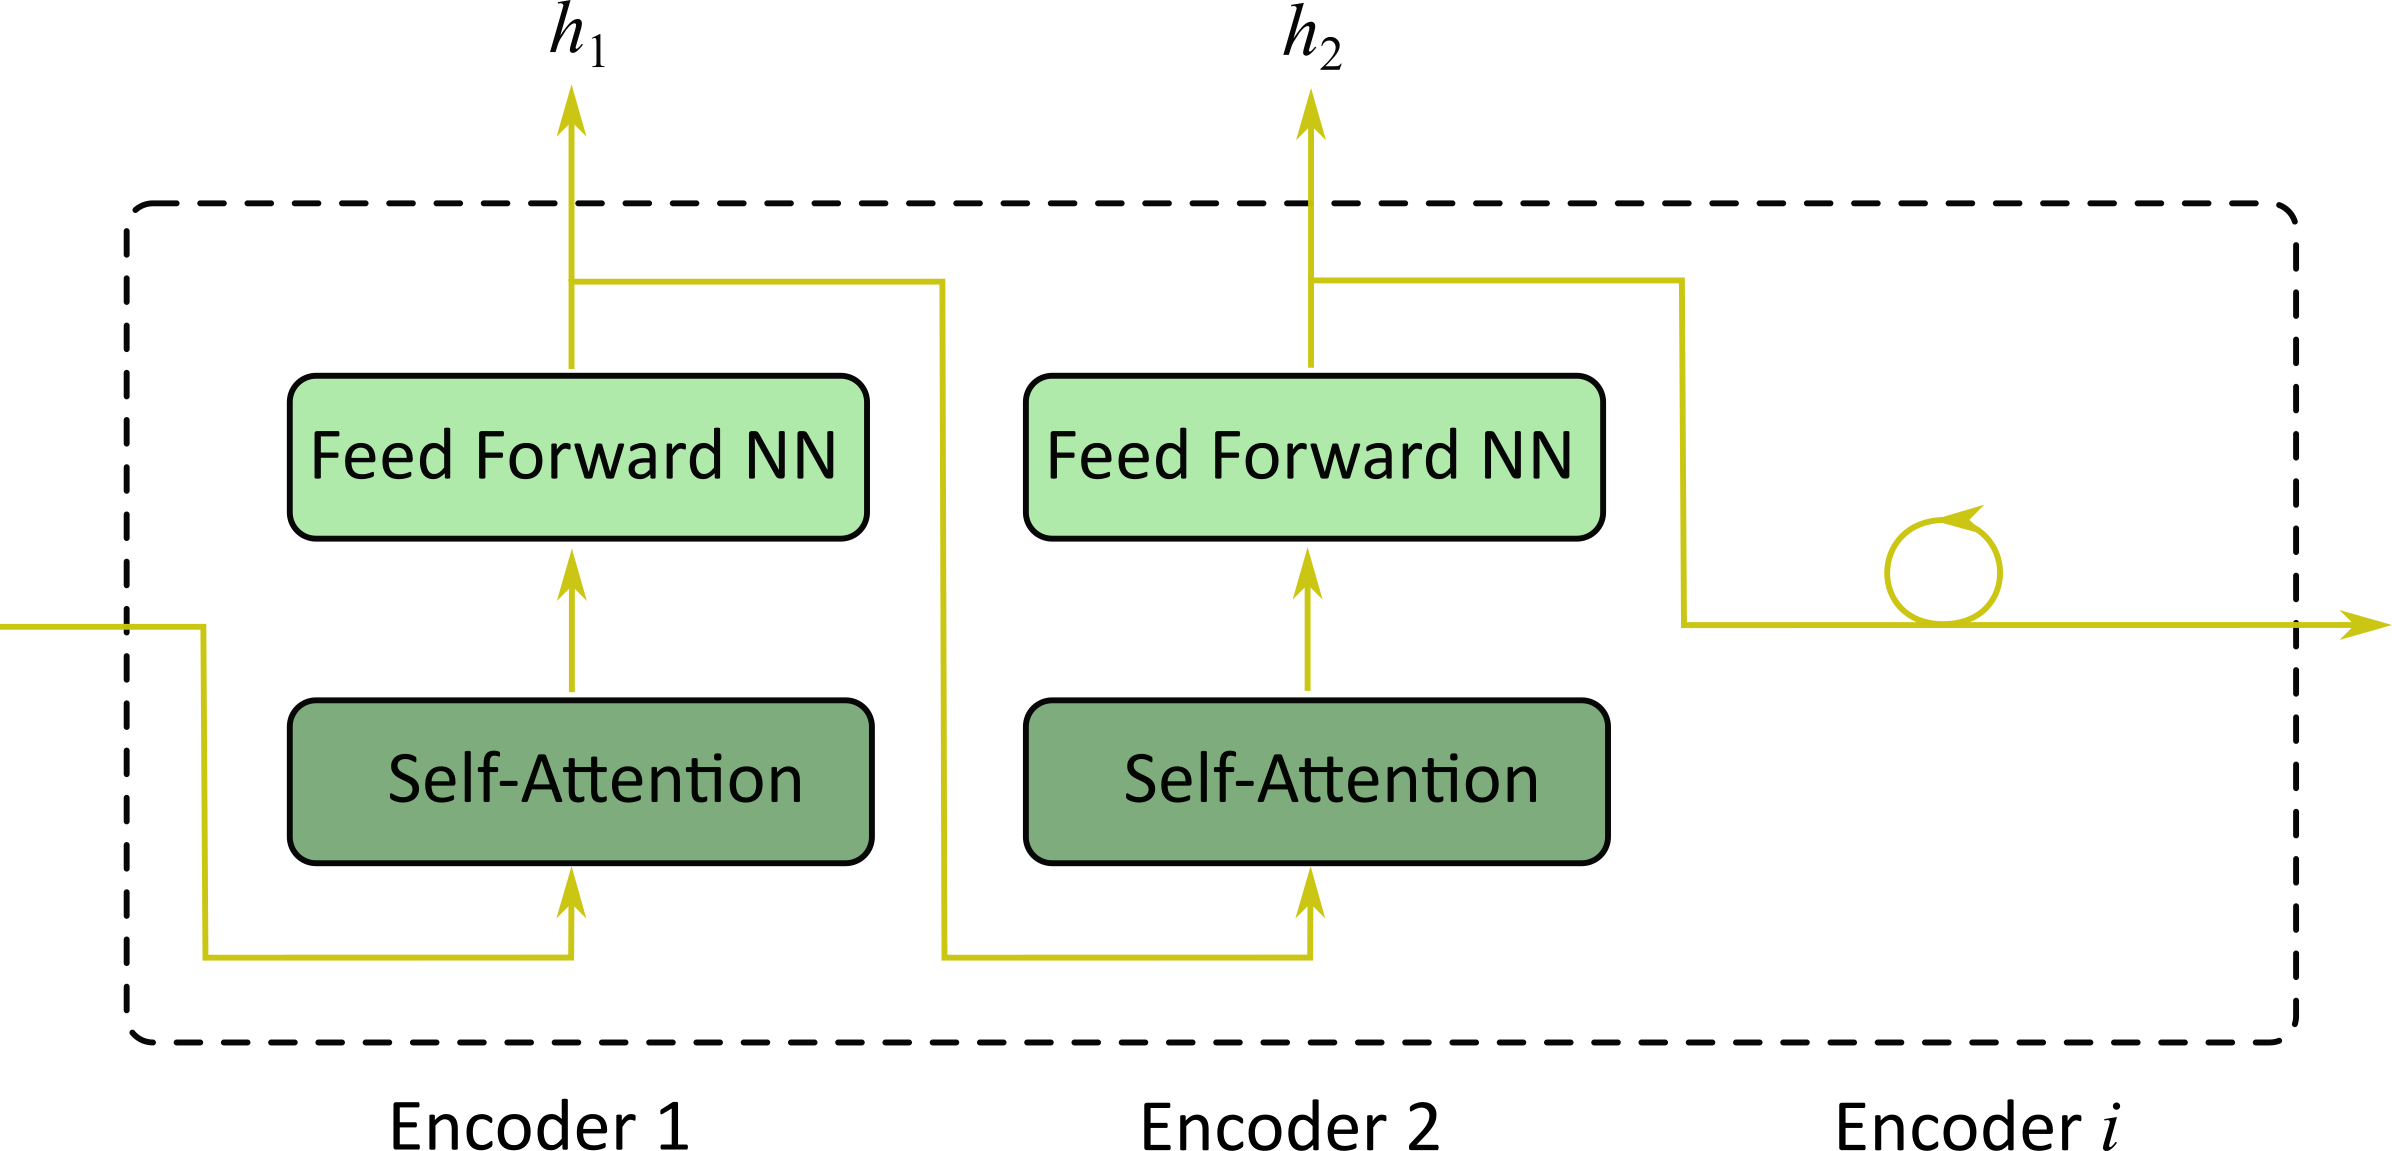 h₁
h₂
Feed Forward NN
Feed Forward NN
Self-Attention
Self-Attention
Encoder 1
Encoder 2
Encoder i